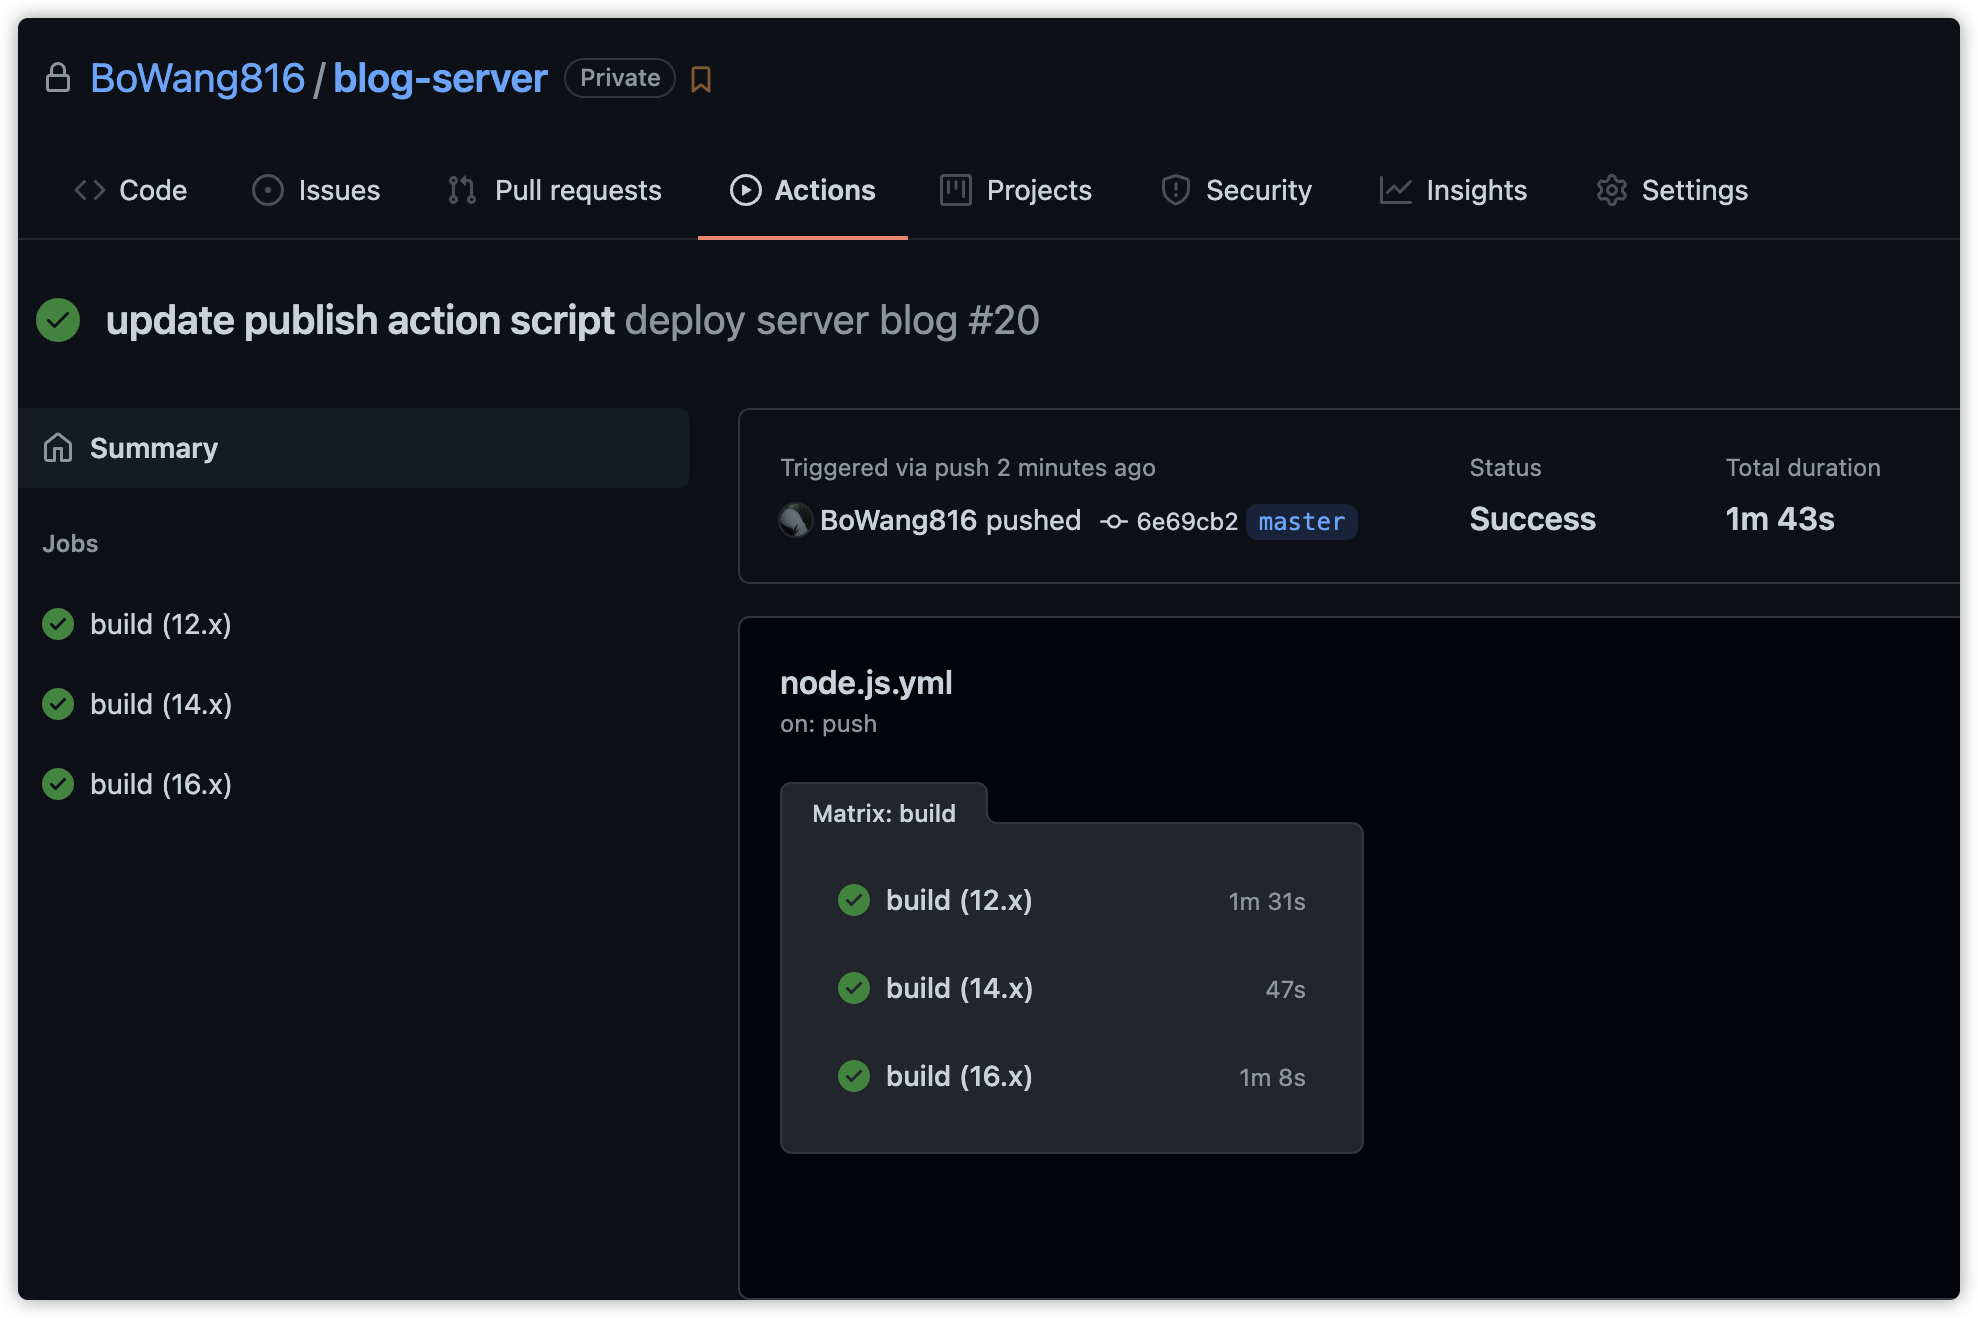 BoWang816 / blog-server Private
Code Issues Pull requests Actions Projects Security Insights Settings
update publish action script deploy server blog #20
Summary
Jobs
build (12.x)
build (14.x)
build (16.x)
Triggered via push 2 minutes ago
BoWang816 pushed 6e69cb2 master
Status
Success
Total duration
1m 43s
node.js.yml
on: push
Matrix: build
build (12.x) 1m 31s
build (14.x) 47s
build (16.x) 1m 8s